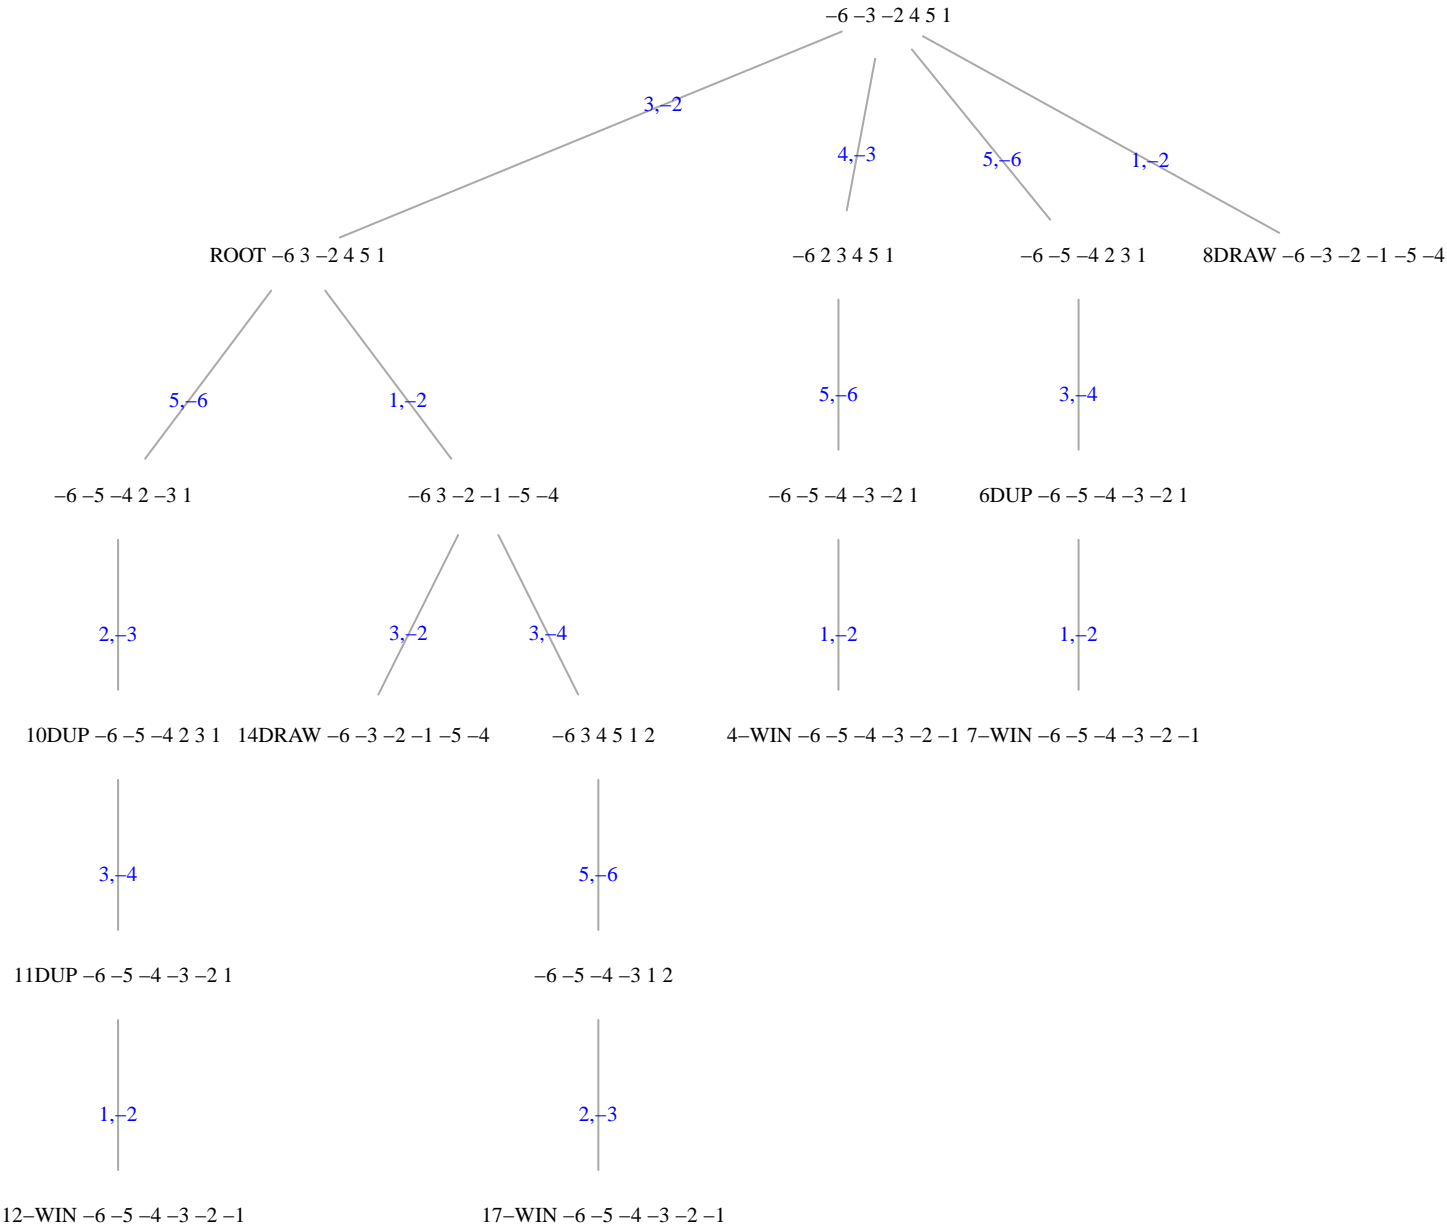 –6 –3 –2 4 5 1
3,–2
4,–3
5,–6
1,–2
ROOT –6 3 –2 4 5 1
–6 2 3 4 5 1
–6 –5 –4 2 3 1
8DRAW –6 –3 –2 –1 –5 –4
5,–6
1,–2
5,–6
3,–4
–6 –5 –4 2 –3 1
–6 3 –2 –1 –5 –4
–6 –5 –4 –3 –2 1
6DUP –6 –5 –4 –3 –2 1
2,–3
3,–2
3,–4
1,–2
1,–2
10DUP –6 –5 –4 2 3 1
14DRAW –6 –3 –2 –1 –5 –4
–6 3 4 5 1 2
4–WIN –6 –5 –4 –3 –2 –1
7–WIN –6 –5 –4 –3 –2 –1
3,–4
5,–6
11DUP –6 –5 –4 –3 –2 1
–6 –5 –4 –3 1 2
1,–2
2,–3
12–WIN –6 –5 –4 –3 –2 –1
17–WIN –6 –5 –4 –3 –2 –1